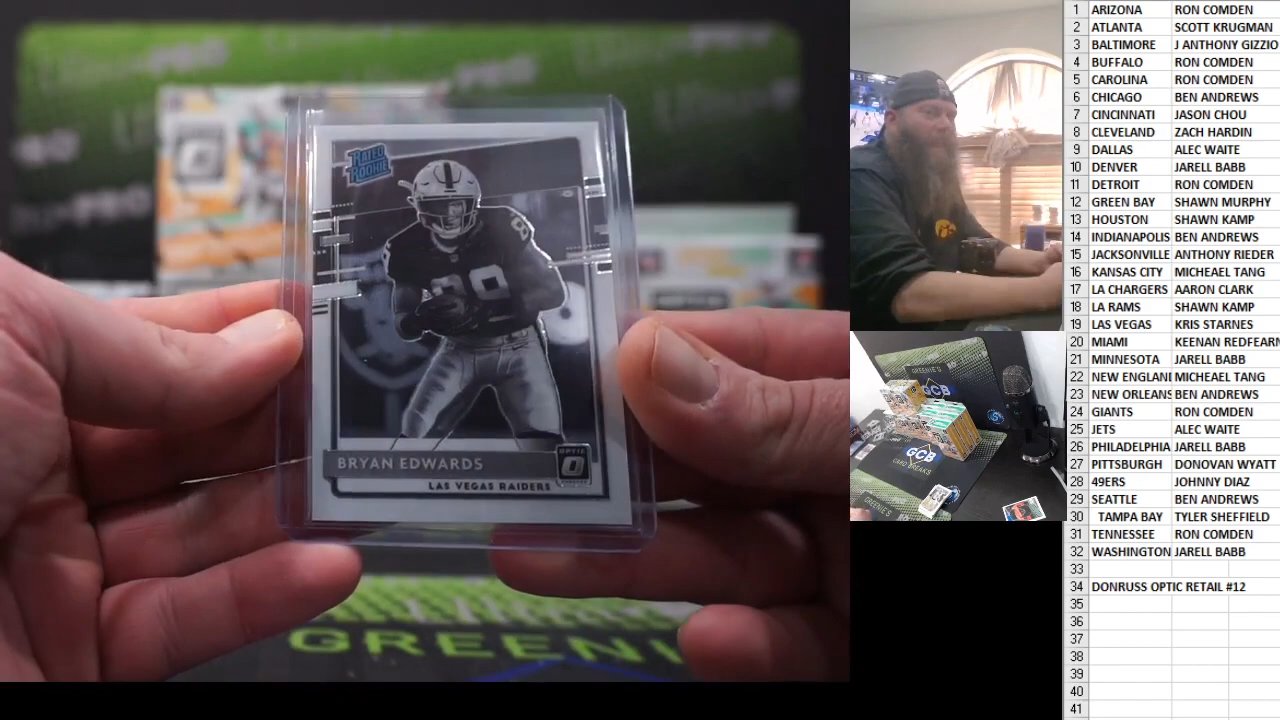 RATED
ROOKIE
89
BRYAN EDWARDS
OPTIC
LAS VEGAS RAIDERS
GREENI
GREENIE'S
GCB
GCB
CARD BREAKS
GREENIE'S
1 ARIZONA RON COMDEN
2 ATLANTA SCOTT KRUGMAN
3 BALTIMORE J ANTHONY GIZZIO
4 BUFFALO RON COMDEN
5 CAROLINA RON COMDEN
6 CHICAGO BEN ANDREWS
7 CINCINNATI JASON CHOU
8 CLEVELAND ZACH HARDIN
9 DALLAS ALEC WAITE
10 DENVER JARELL BABB
11 DETROIT RON COMDEN
12 GREEN BAY SHAWN MURPHY
13 HOUSTON SHAWN KAMP
14 INDIANAPOLIS BEN ANDREWS
15 JACKSONVILLE ANTHONY RIEDER
16 KANSAS CITY MICHEAEL TANG
17 LA CHARGERS AARON CLARK
18 LA RAMS SHAWN KAMP
19 LAS VEGAS KRIS STARNES
20 MIAMI KEENAN REDFEARN
21 MINNESOTA JARELL BABB
22 NEW ENGLAND MICHEAEL TANG
23 NEW ORLEANS BEN ANDREWS
24 GIANTS RON COMDEN
25 JETS ALEC WAITE
26 PHILADELPHIA JARELL BABB
27 PITTSBURGH DONOVAN WYATT
28 49ERS JOHNNY DIAZ
29 SEATTLE BEN ANDREWS
30 TAMPA BAY TYLER SHEFFIELD
31 TENNESSEE RON COMDEN
32 WASHINGTON JARELL BABB
33
34 DONRUSS OPTIC RETAIL #12
35
36
37
38
39
40
41